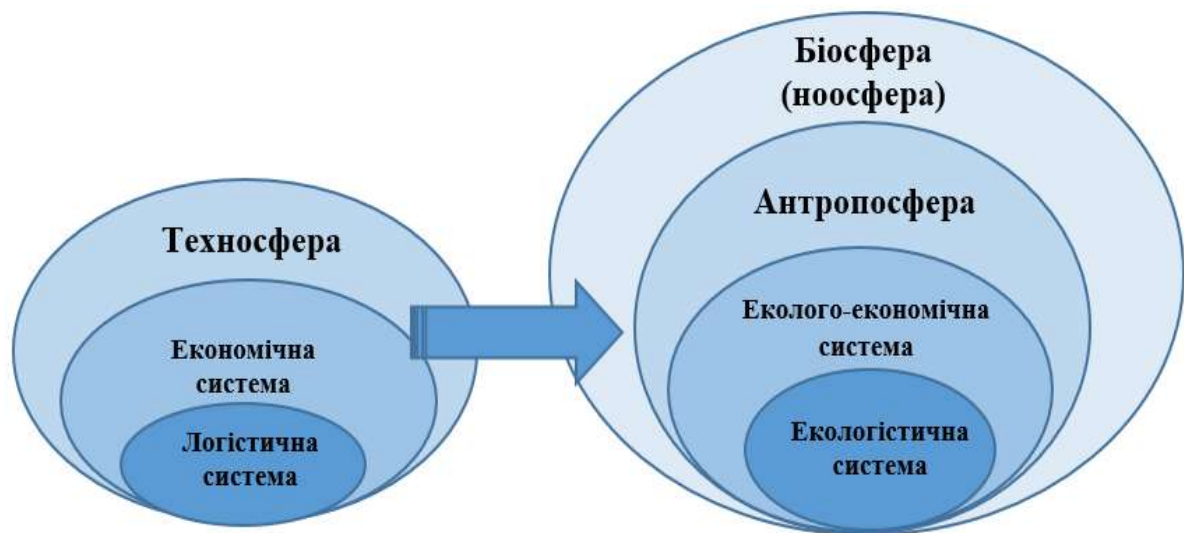 Техносфера
Економічна
система
Логістична
система
Біосфера
(ноосфера)
Антропосфера
Еколого-економічна
система
Екологістична
система